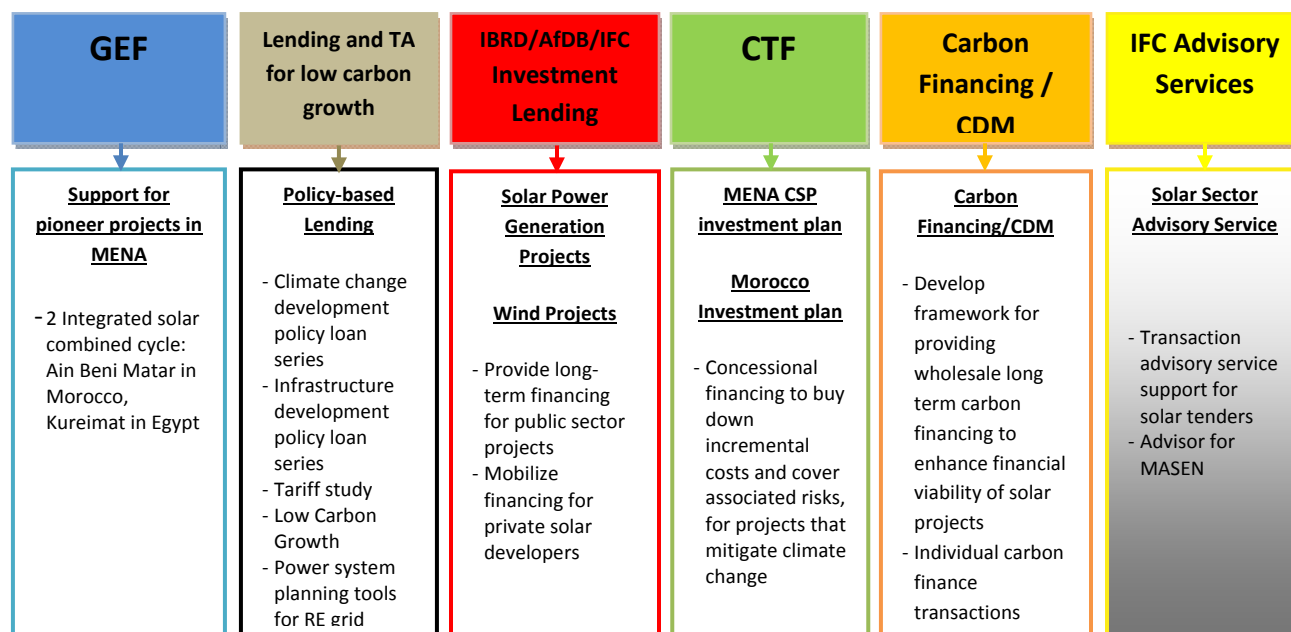 GEF
Support for
pioneer projects in
MENA
- 2 Integrated solar
combined cycle:
Ain Beni Matar in
Morocco,
Kureimat in Egypt
Lending and TA
for low carbon
growth
Policy-based
Lending
- Climate change
development
policy loan
series
- Infrastructure
development
policy loan
series
- Tariff study
- Low Carbon
Growth
- Power system
planning tools
for RE grid
IBRD/AfDB/IFC
Investment
Lending
Solar Power
Generation
Projects
Wind Projects
- Provide long-
term financing
for public sector
projects
- Mobilize
financing for
private solar
developers
CTF
MENA CSP
investment plan
Morocco
Investment plan
- Concessional
financing to buy
down
incremental
costs and cover
associated risks,
for projects that
mitigate climate
change
Carbon
Financing /
CDM
Carbon
Financing/CDM
- Develop
framework for
providing
wholesale long
term carbon
financing to
enhance financial
viability of solar
projects
- Individual carbon
finance
transactions
IFC Advisory
Services
Solar Sector
Advisory Service
- Transaction
advisory service
support for
solar tenders
- Advisor for
MASEN